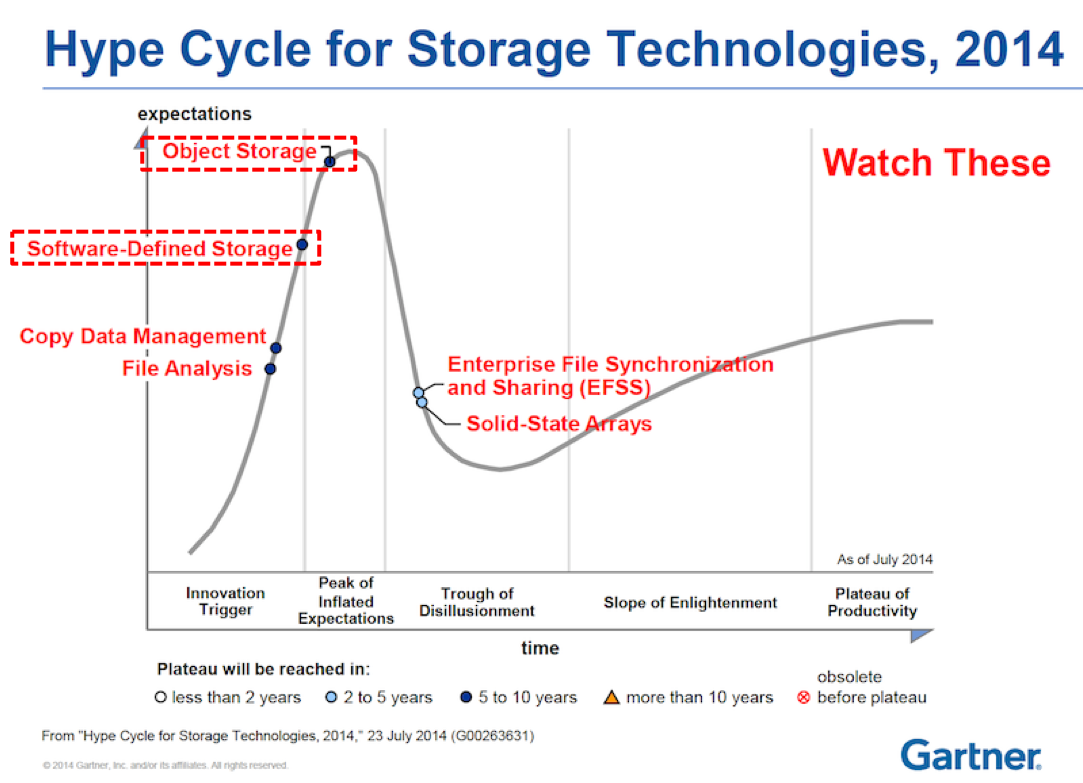 Hype Cycle for Storage Technologies, 2014
expectations
Object Storage
Watch These
Software-Defined Storage
Copy Data Management
File Analysis
Enterprise File Synchronization
and Sharing (EFSS)
Solid-State Arrays
As of July 2014
Innovation
Trigger
Peak of
Inflated
Expectations
Trough of
Disillusionment
Slope of Enlightenment
Plateau of
Productivity
time
Plateau will be reached in:
less than 2 years
2 to 5 years
5 to 10 years
more than 10 years
obsolete
before plateau
From "Hype Cycle for Storage Technologies, 2014," 23 July 2014 (G00263631)
© 2014 Gartner, Inc. and/or its affiliates. All rights reserved.
Gartner.